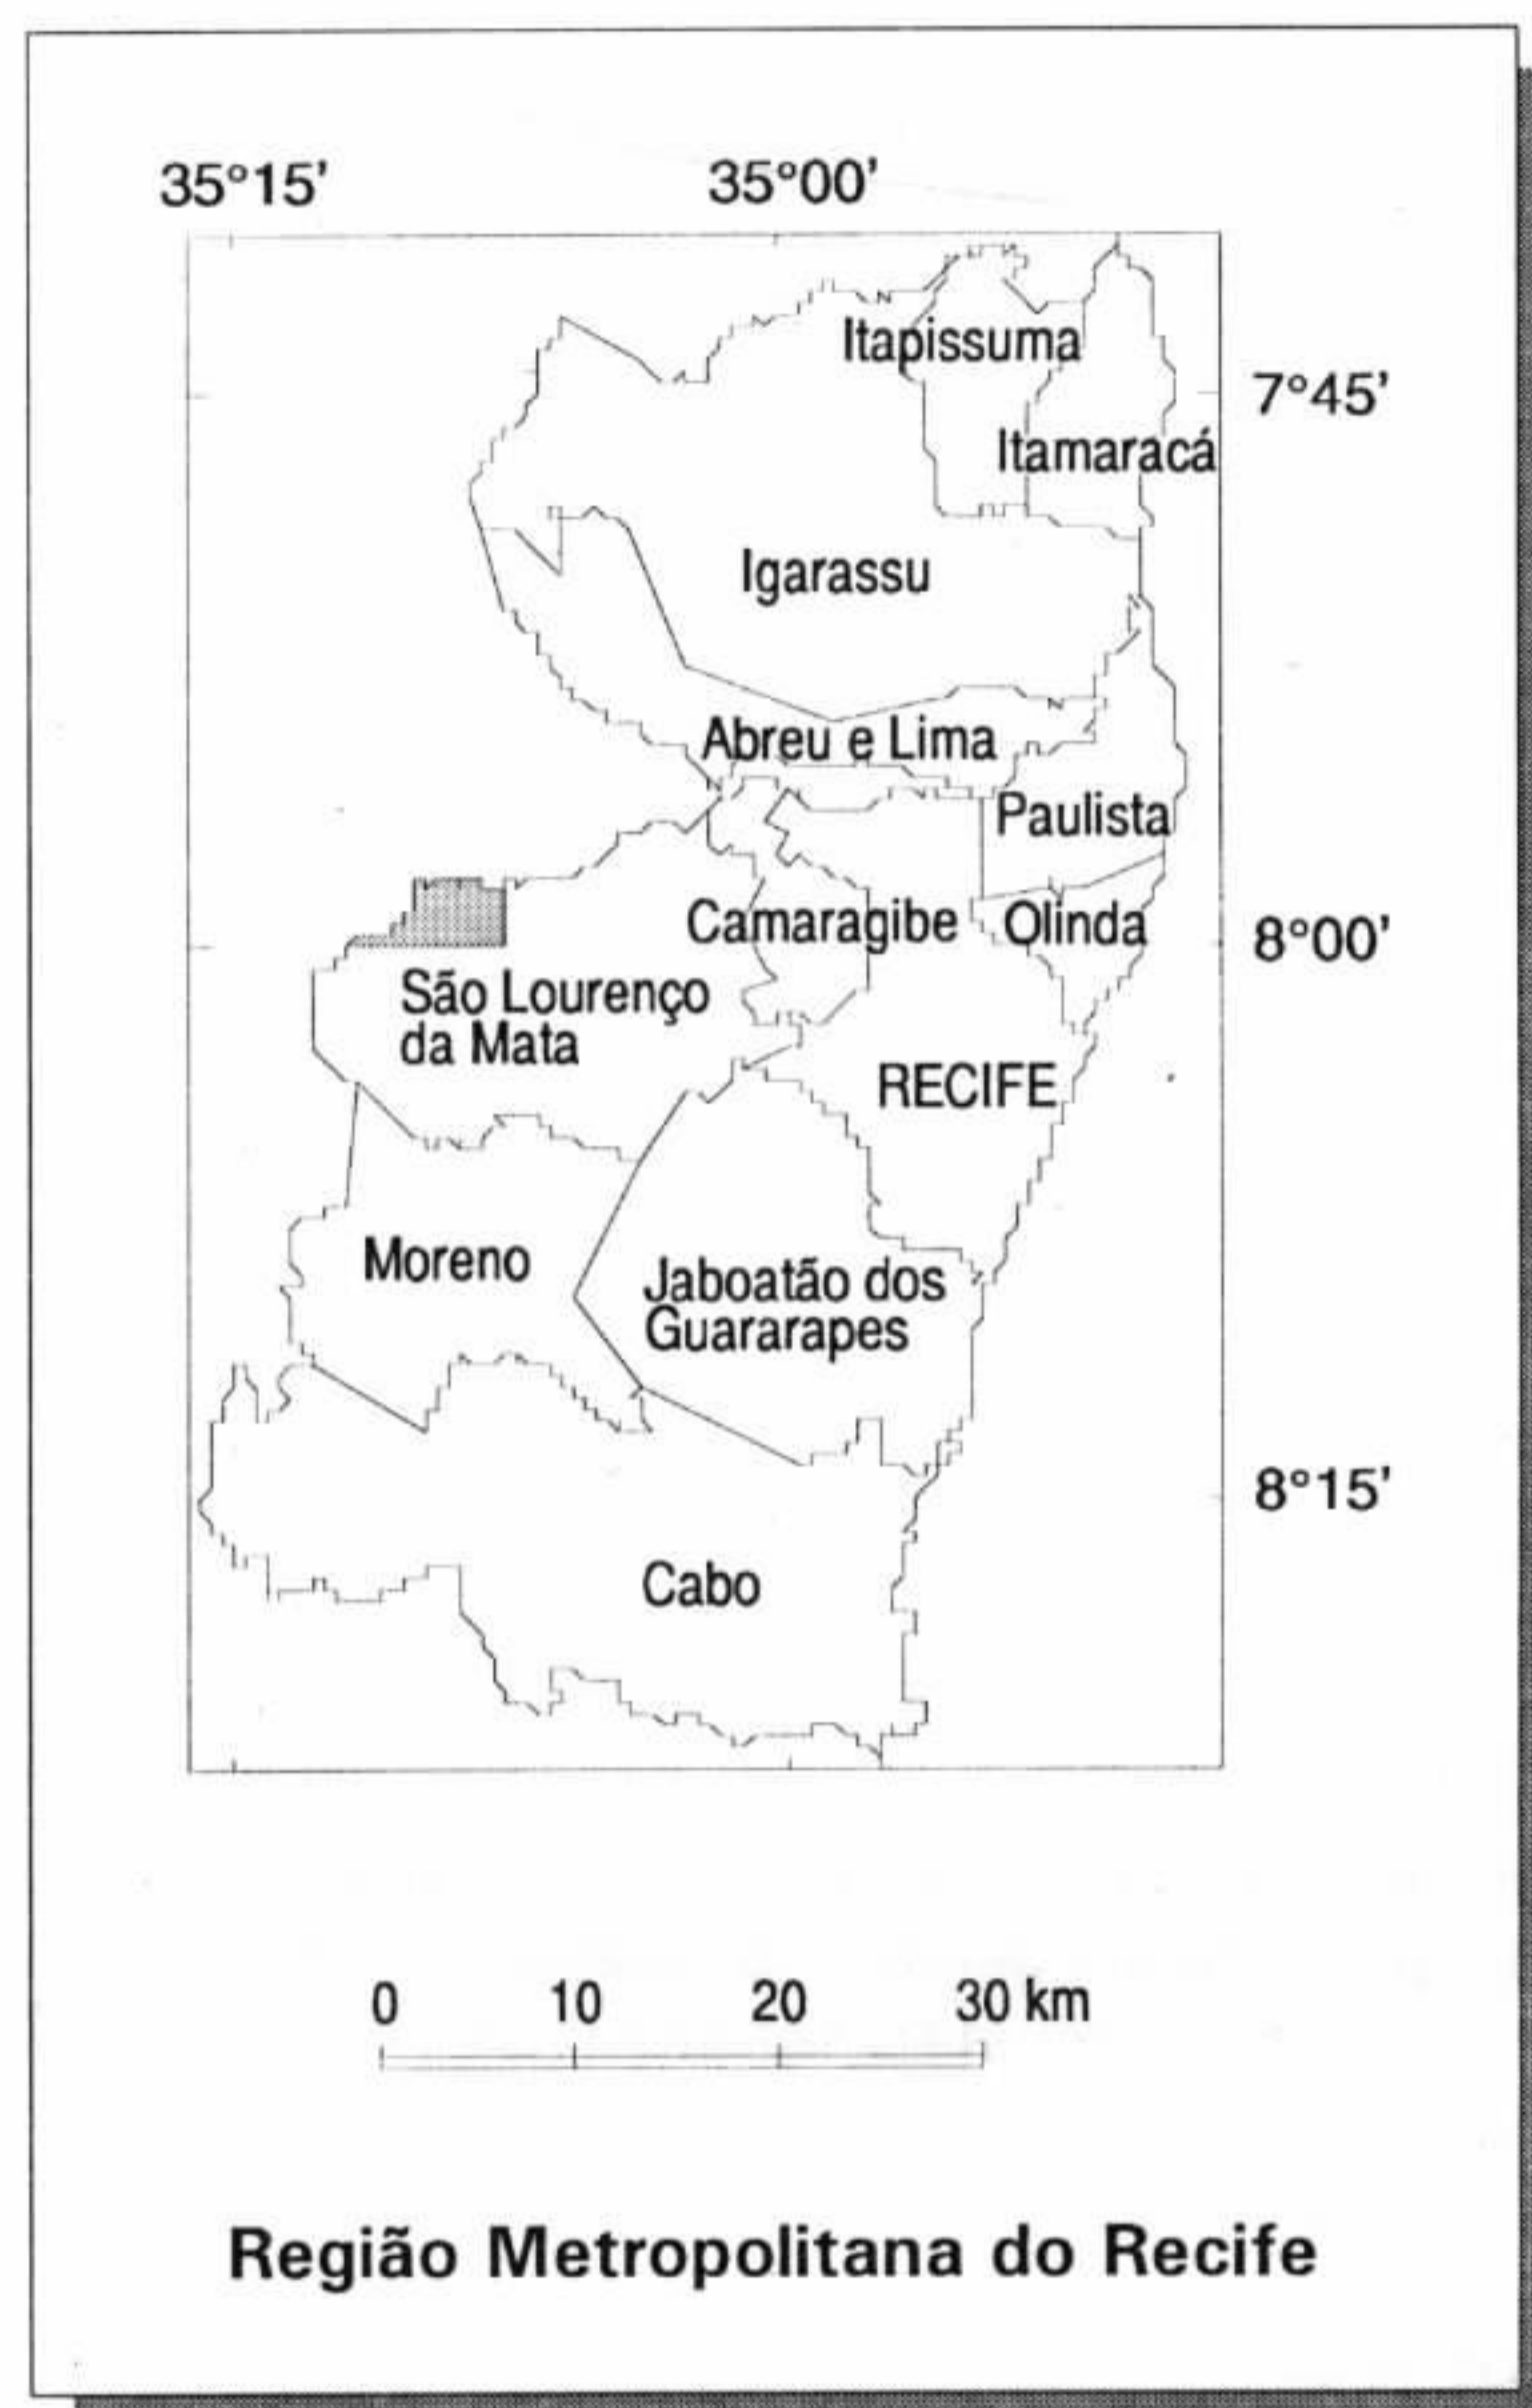 35°15' 35°00'
Itapissuma
7°45'
Itamaracá
Igarassu
Abreu e Lima
Paulista
Camaragibe Olinda 8°00'
São Lourenço
da Mata
RECIFE
Moreno
Jaboatão dos
Guararapes
8°15'
Cabo
0 10 20 30 km
Região Metropolitana do Recife